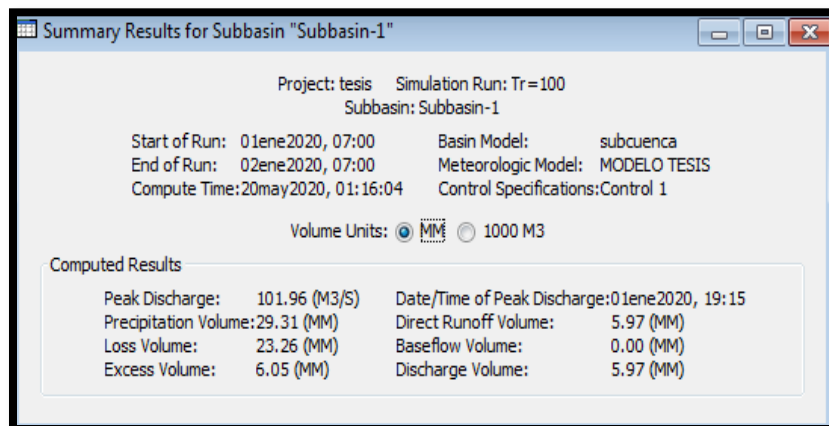 Summary Results for Subbasin "Subbasin-1"
Project: tesis Simulation Run: Tr=100
Subbasin: Subbasin-1
Start of Run: 01ene2020, 07:00 Basin Model: subcuenca
End of Run: 02ene2020, 07:00 Meteorologic Model: MODELO TESIS
Compute Time:20may2020, 01:16:04 Control Specifications:Control 1
Volume Units: MM 1000 M3
Computed Results
Peak Discharge: 101.96 (M3/S) Date/Time of Peak Discharge:01ene2020, 19:15
Precipitation Volume:29.31 (MM) Direct Runoff Volume: 5.97 (MM)
Loss Volume: 23.26 (MM) Baseflow Volume: 0.00 (MM)
Excess Volume: 6.05 (MM) Discharge Volume: 5.97 (MM)